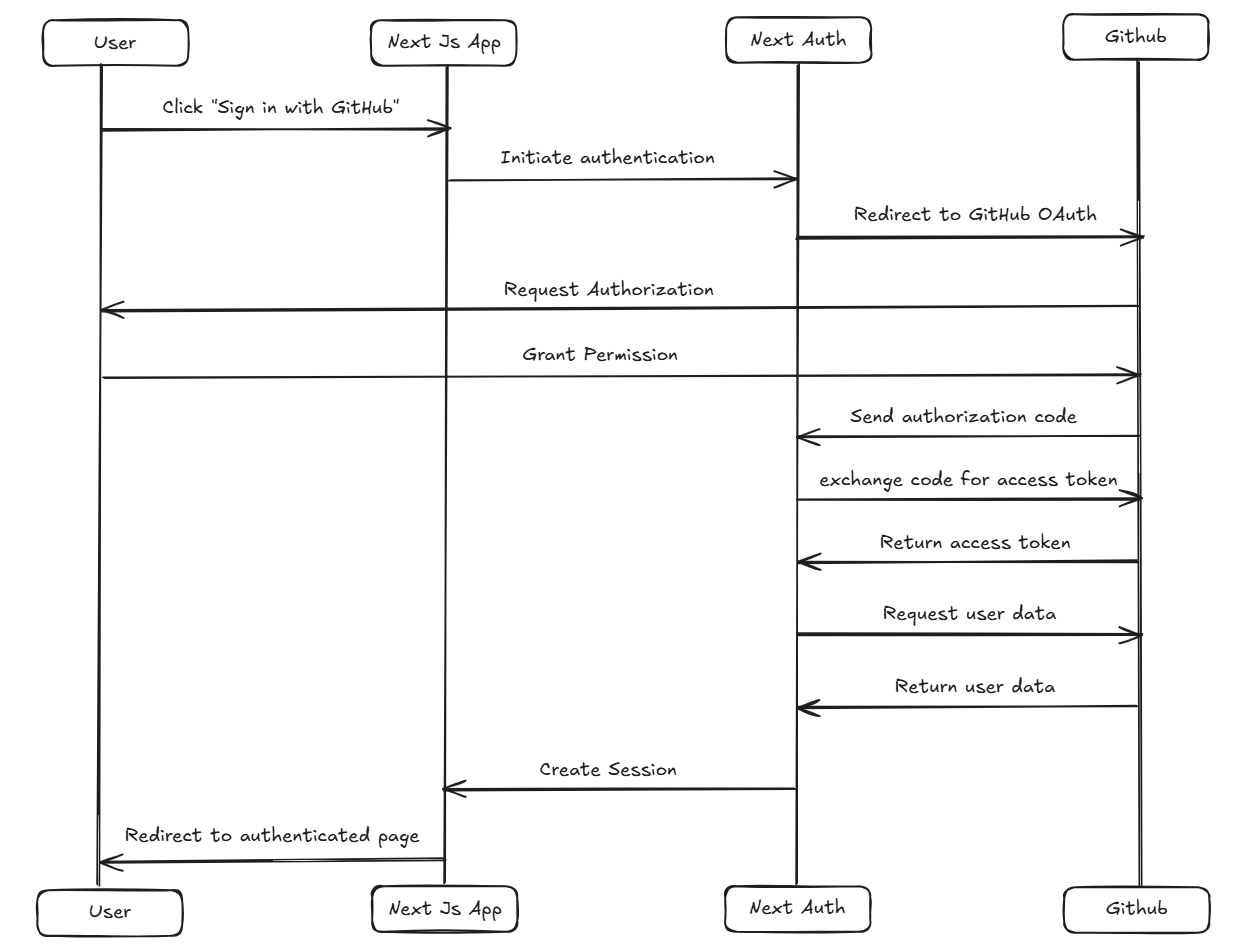 User
Next Js App
Next Auth
Github
Click "Sign in with GitHub"
Initiate authentication
Redirect to GitHub OAuth
Request Authorization
Grant Permission
Send authorization code
exchange code for access token
Return access token
Request user data
Return user data
Create Session
Redirect to authenticated page
User
Next Js App
Next Auth
Github